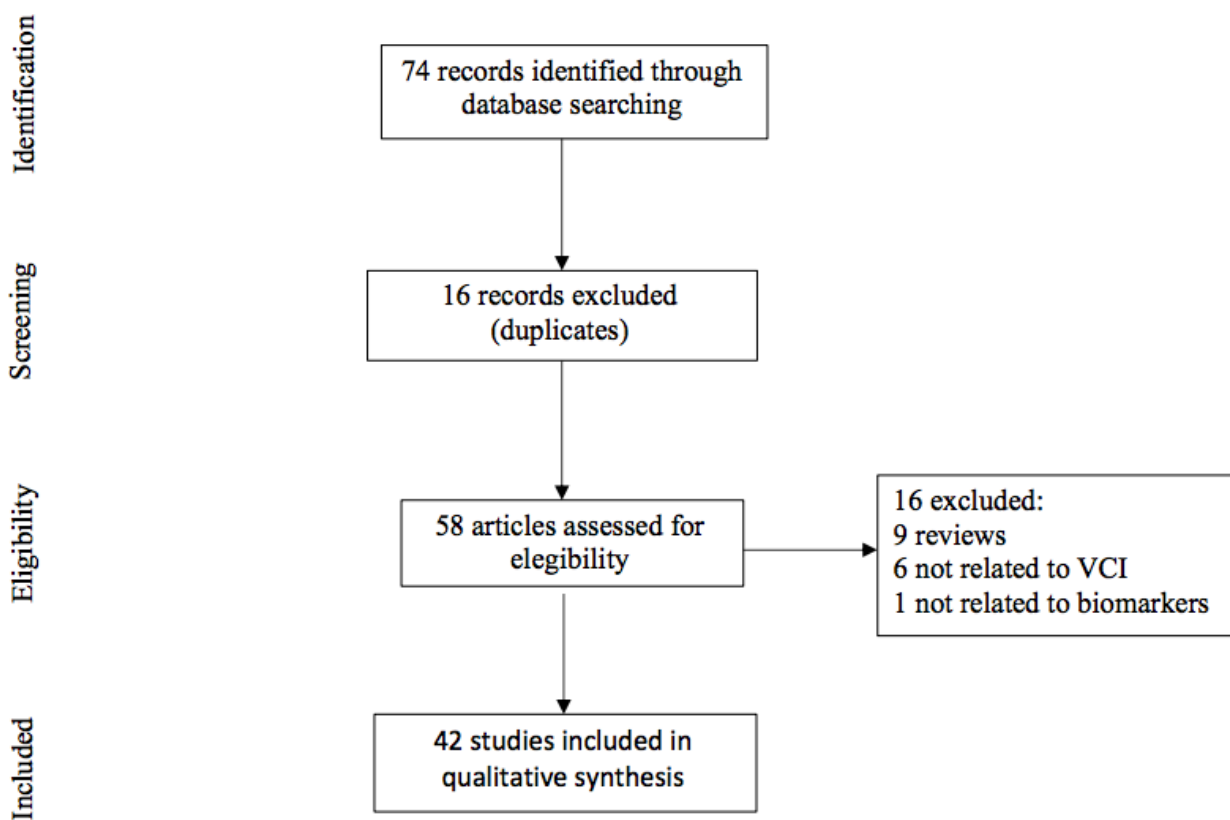 Identification
74 records identified through
database searching
Screening
16 records excluded
(duplicates)
Eligibility
58 articles assessed for
elegibility
16 excluded:
9 reviews
6 not related to VCI
1 not related to biomarkers
Included
42 studies included in
qualitative synthesis